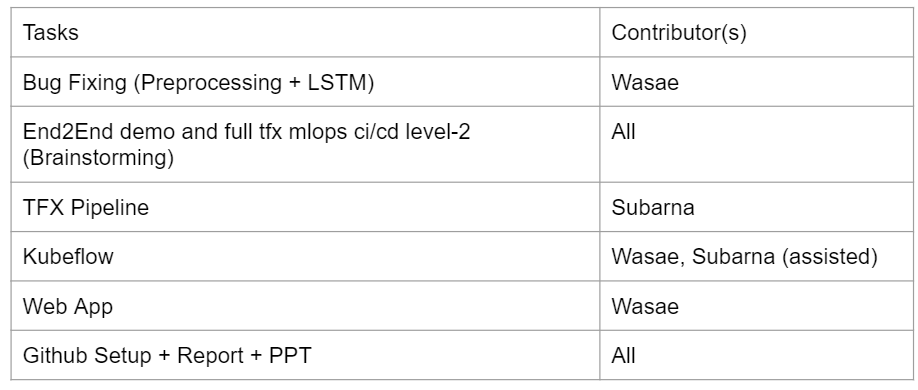 Tasks
Contributor(s)
Bug Fixing (Preprocessing + LSTM)
Wasae
End2End demo and full tfx mlops ci/cd level-2
(Brainstorming)
All
TFX Pipeline
Subarna
Kubeflow
Wasae, Subarna (assisted)
Web App
Wasae
Github Setup + Report + PPT
All